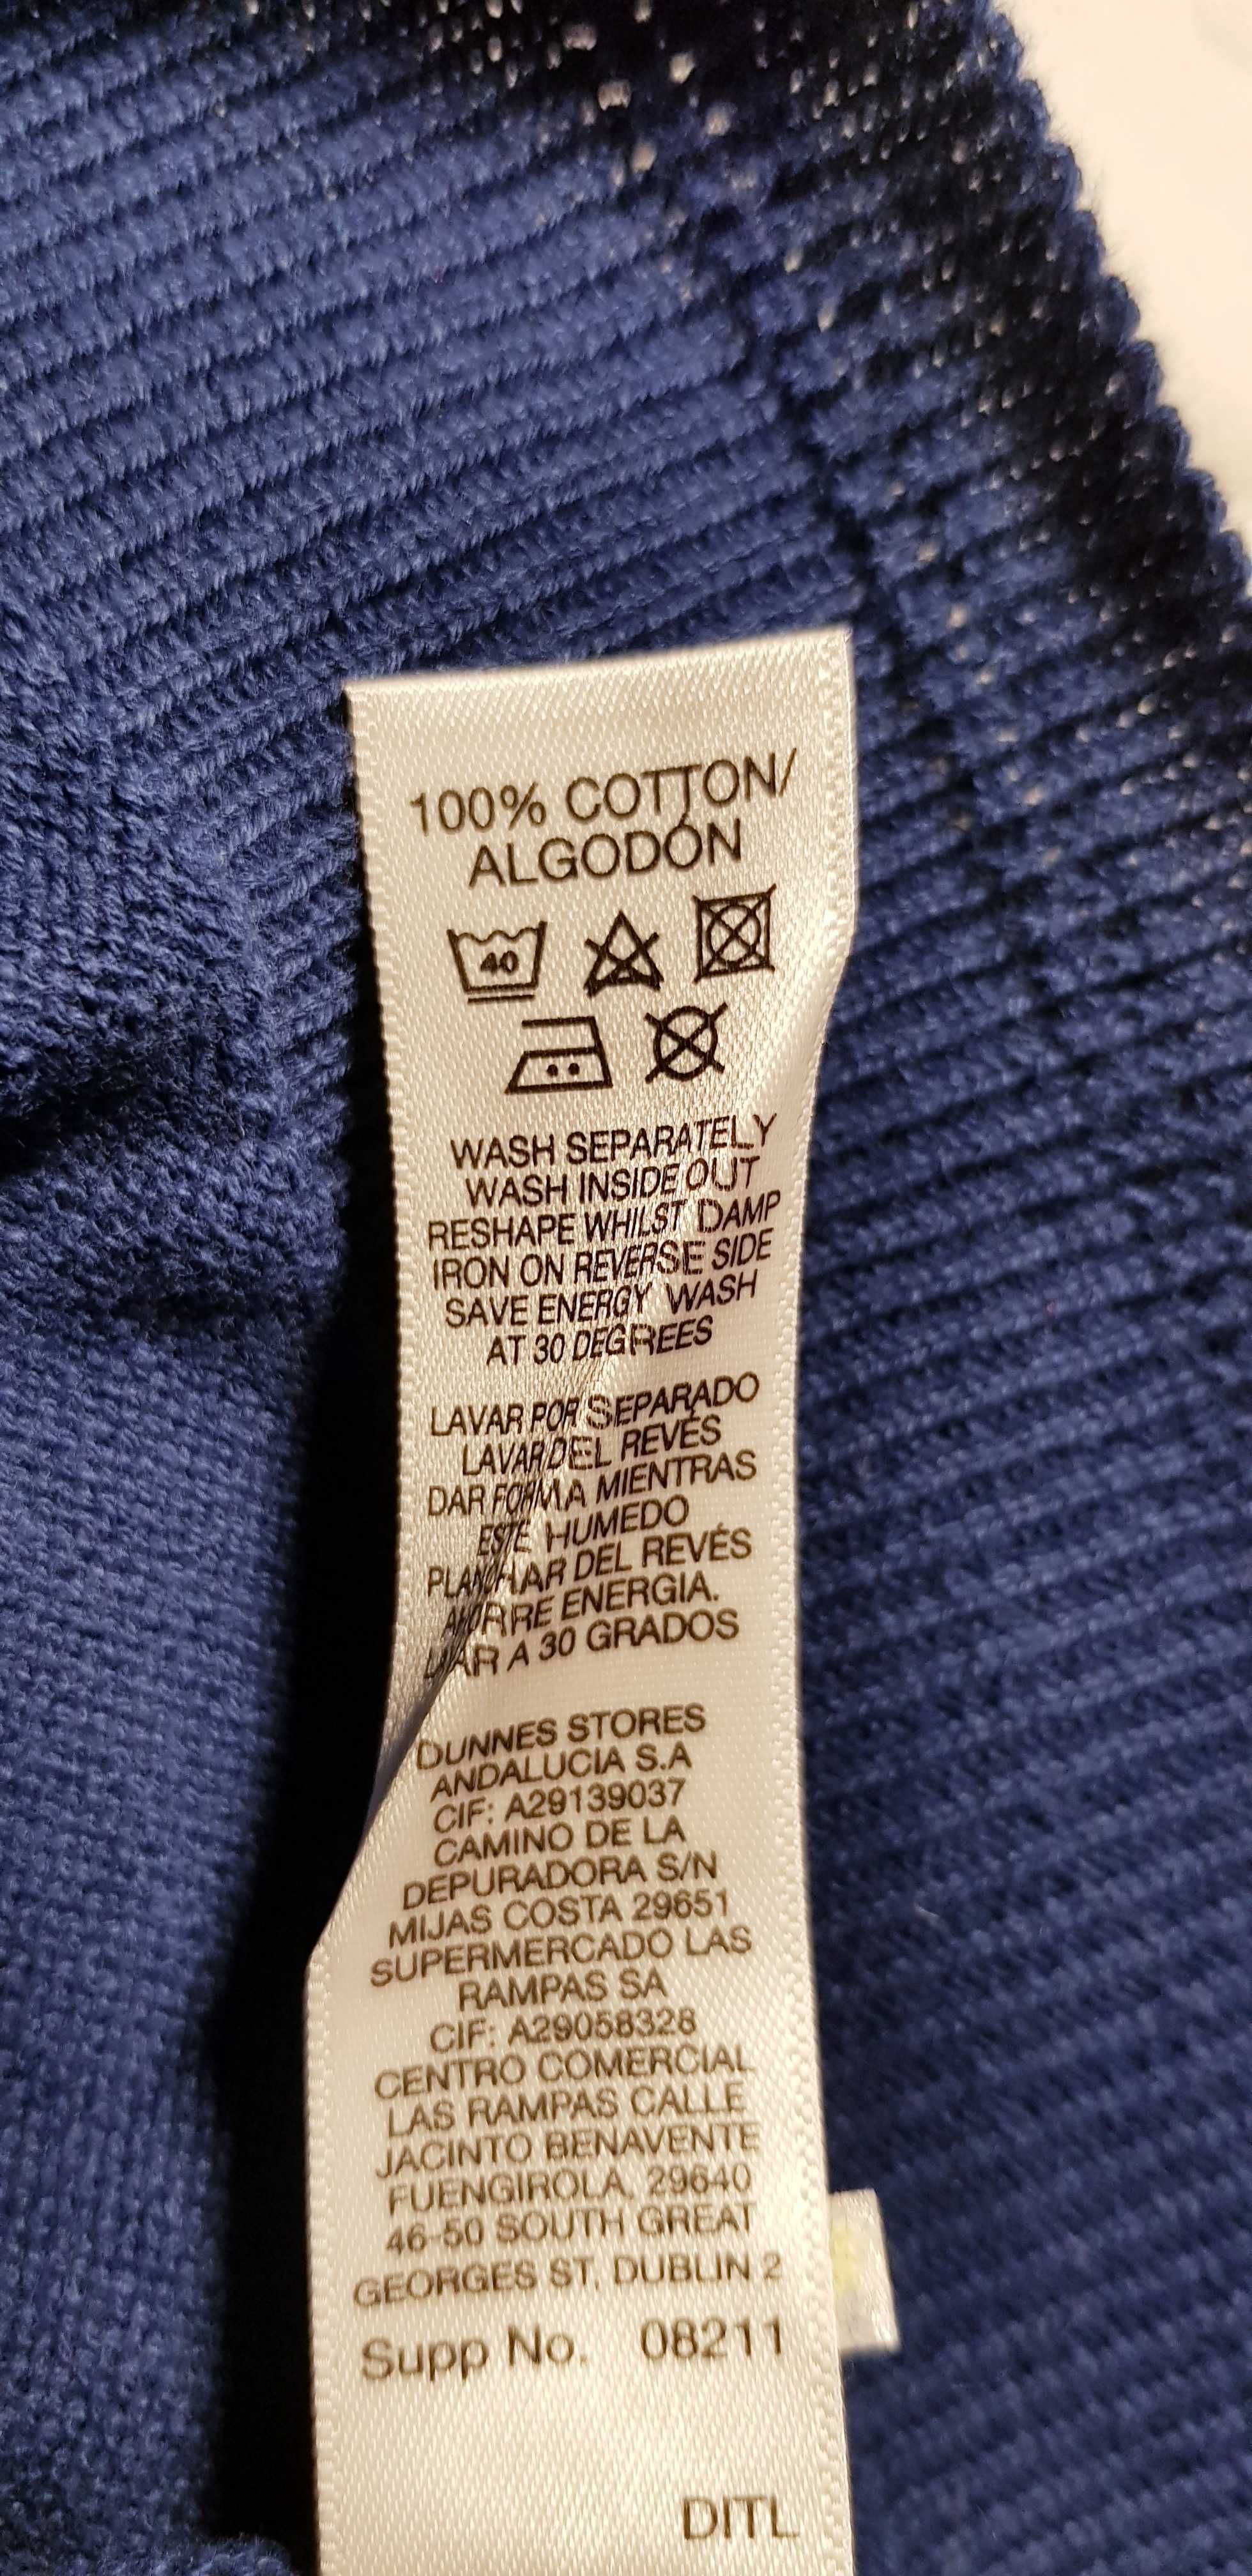 100% COTTON/
ALGODÓN
40
WASH SEPARATELY
WASH INSIDE OUT
RESHAPE WHILST DAMP
IRON ON REVERSE SIDE
SAVE ENERGY WASH
AT 30 DEGREES
LAVAR POR SEPARADO
LAVAR DEL REVÉS
DAR FORMA MIENTRAS
ESTE HUMEDO
PLANCHAR DEL REVÉS
ENERGIA.
A 30 GRADOS
DUNNES STORES
ANDALUCIA S.A
CIF: A29139037
CAMINO DE LA
DEPURADORA S/N
MIJAS COSTA 29651
SUPERMERCADO LAS
RAMPAS SA
CIF: A29058328
CENTRO COMERCIAL
LAS RAMPAS CALLE
JACINTO BENAVENTE
FUENGIROLA, 29640
46-50 SOUTH GREAT
GEORGES ST, DUBLIN 2
Supp No. 08211
DITL